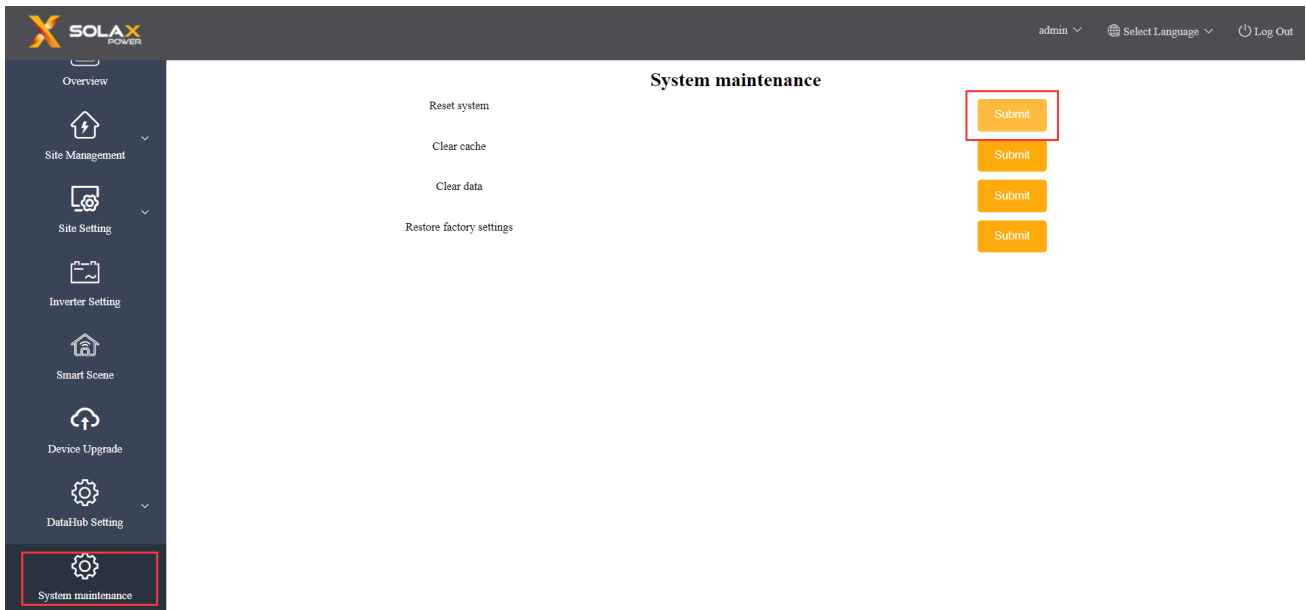 SOLAX
POWER
admin
Select Language
Log Out
Overview
Site Management
Site Setting
Inverter Setting
Smart Scene
Device Upgrade
DataHub Setting
System maintenance
System maintenance
Reset system
Submit
Clear cache
Submit
Clear data
Submit
Restore factory settings
Submit